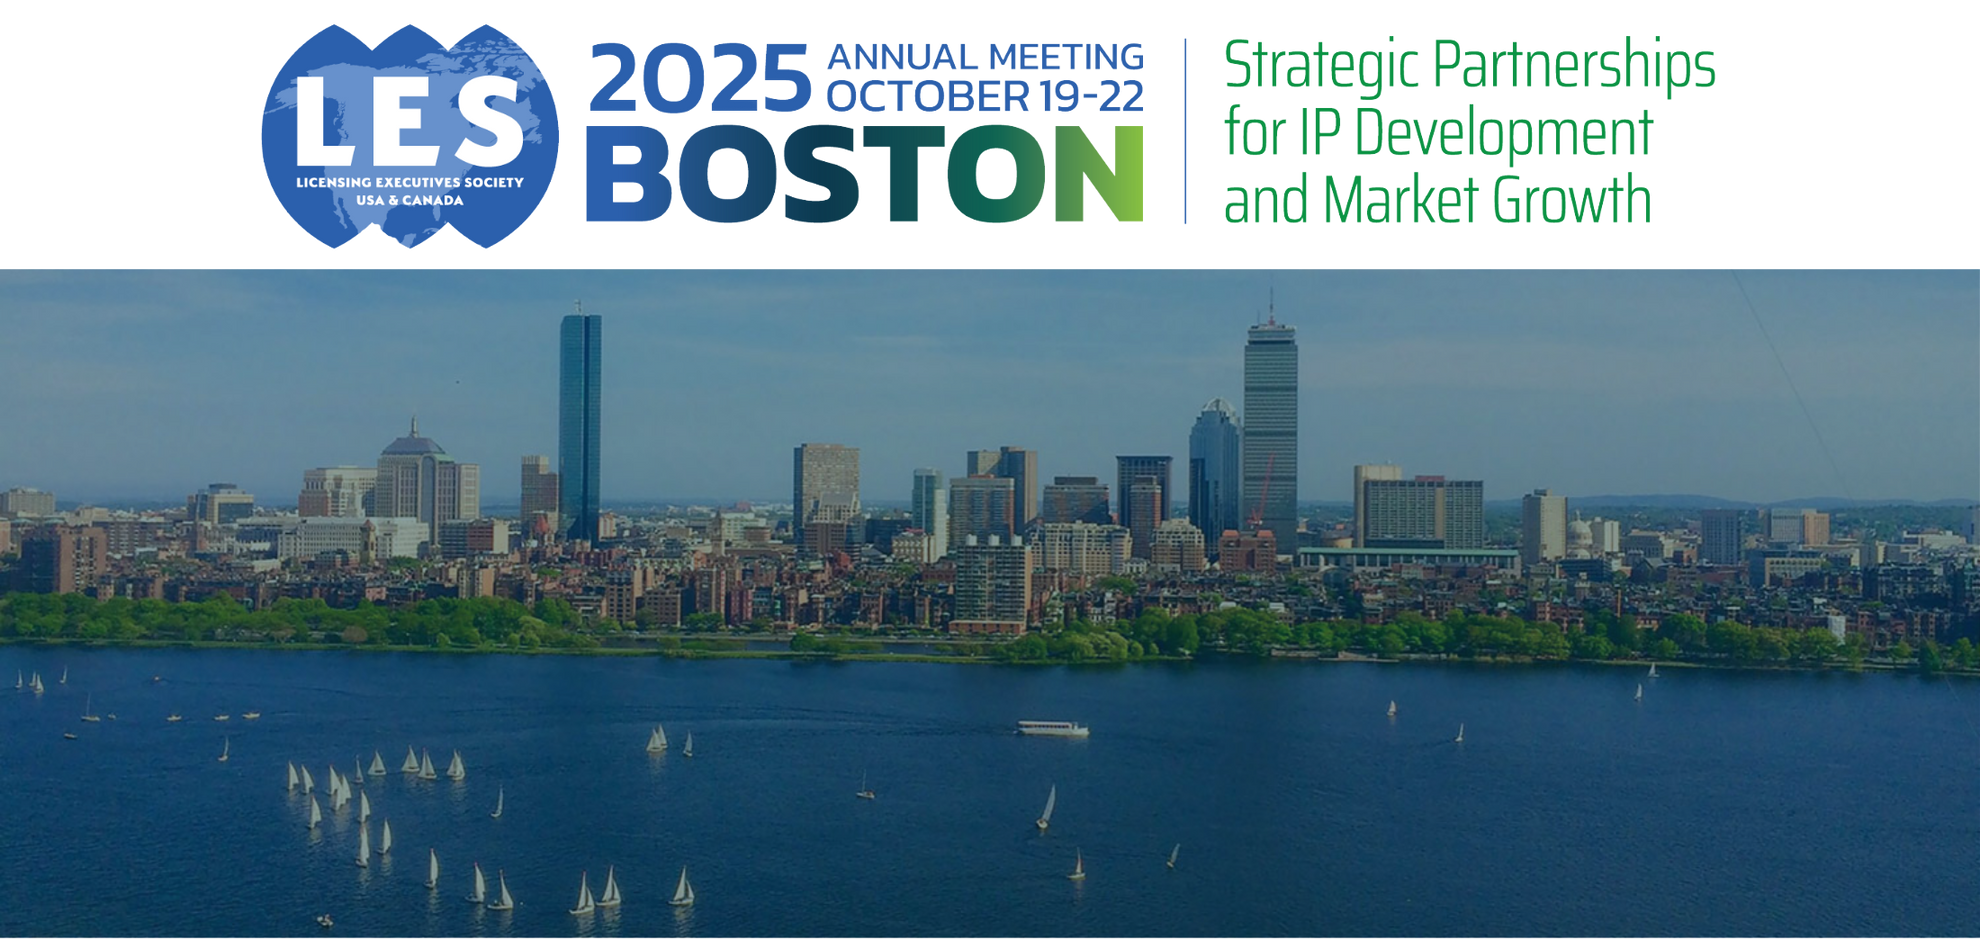 LES
LICENSING EXECUTIVES SOCIETY
USA & CANADA
2025 ANNUAL MEETING
OCTOBER 19-22
BOSTON
Strategic Partnerships
for IP Development
and Market Growth